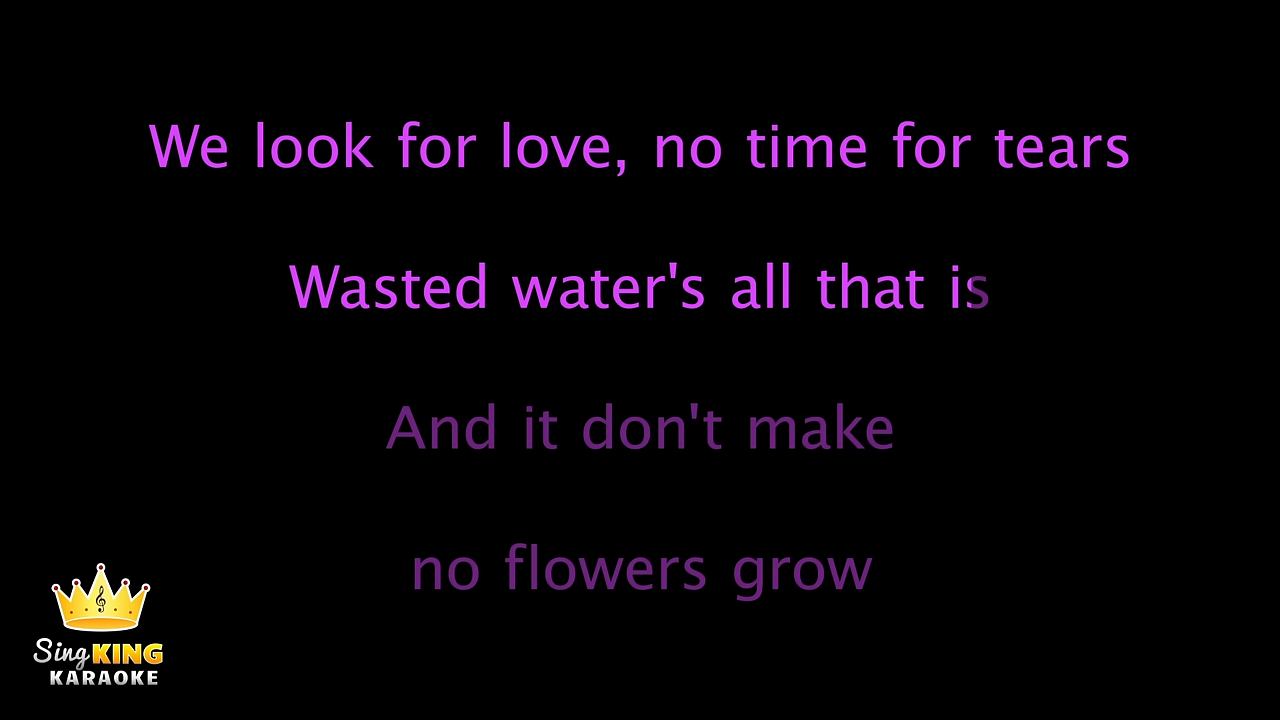 We look for love, no time for tears
Wasted water's all that is
And it don't make
no flowers grow
Sing KING
KARAOKE